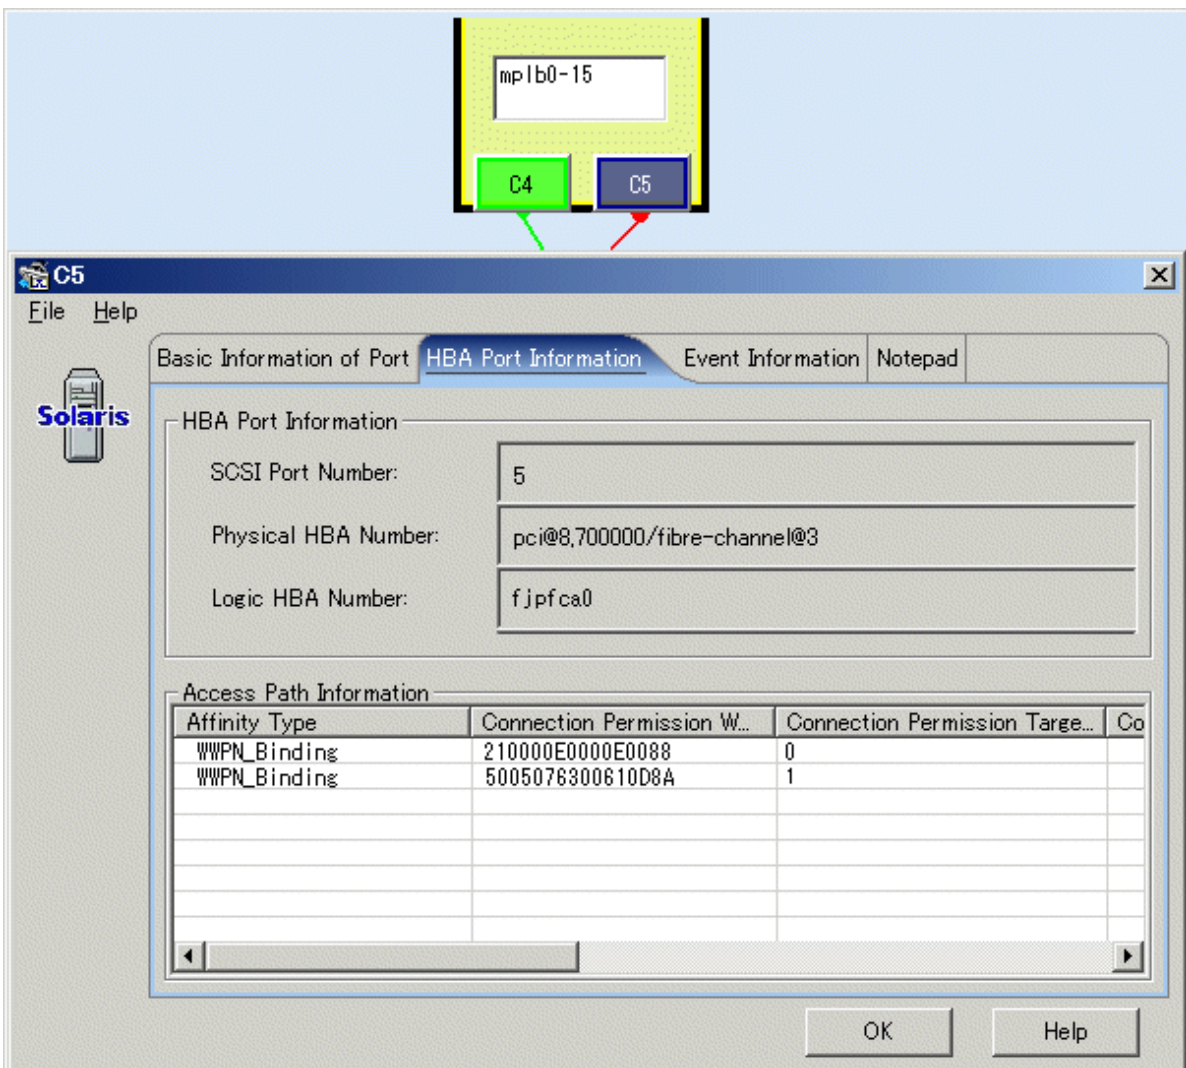 mplb0-15
C4 C5
C5
File Help
Basic Information of Port HBA Port Information Event Information Notepad
Solaris
HBA Port Information
SCSI Port Number: 5
Physical HBA Number: pci@8,700000/fibre-channel@3
Logic HBA Number: fjpfca0
Access Path Information
Affinity Type Connection Permission W... Connection Permission Targe... Co
WWPN_Binding 210000E0000E0088 0
WWPN_Binding 5005076300610D8A 1
OK Help